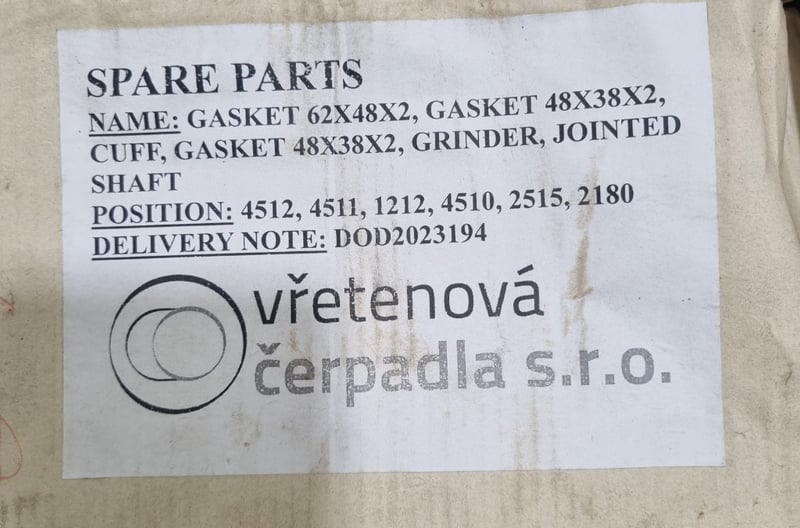 SPARE PARTS
NAME: GASKET 62X48X2, GASKET 48X38X2,
CUFF, GASKET 48X38X2, GRINDER, JOINTED
SHAFT
POSITION: 4512, 4511, 1212, 4510, 2515, 2180
DELIVERY NOTE: DOD2023194
vřetenová
čerpadla s.r.o.